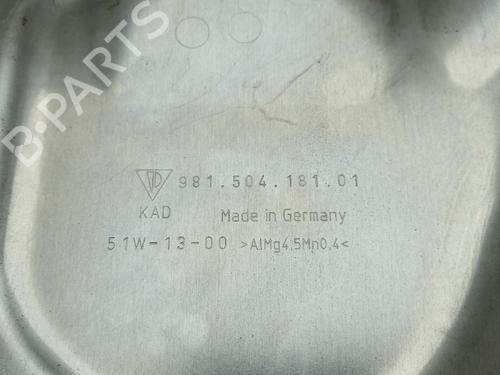 B-PARTS
981.504.181.01
KAD Made in Germany
51W-13-00 >AlMg4,5Mn0,4<